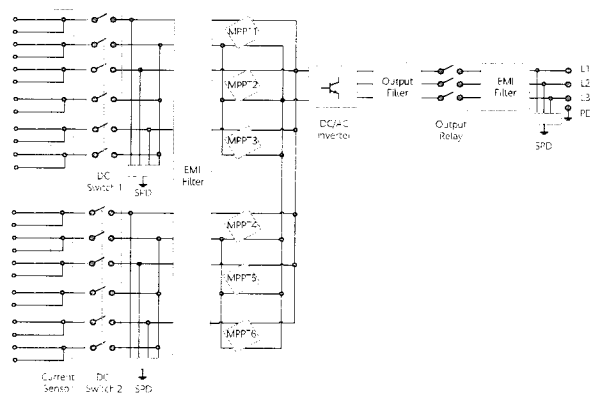 MPPT1
MPPT2
MPPT3
DC
Switch 1
SPD
EMI
Filter
DC/AC
Inverter
Output
Filter
Output
Relay
EMI
Filter
L1
L2
L3
PE
SPD
MPPT4
MPPT5
MPPT6
Current
Sensor
DC
Switch 2
SPD